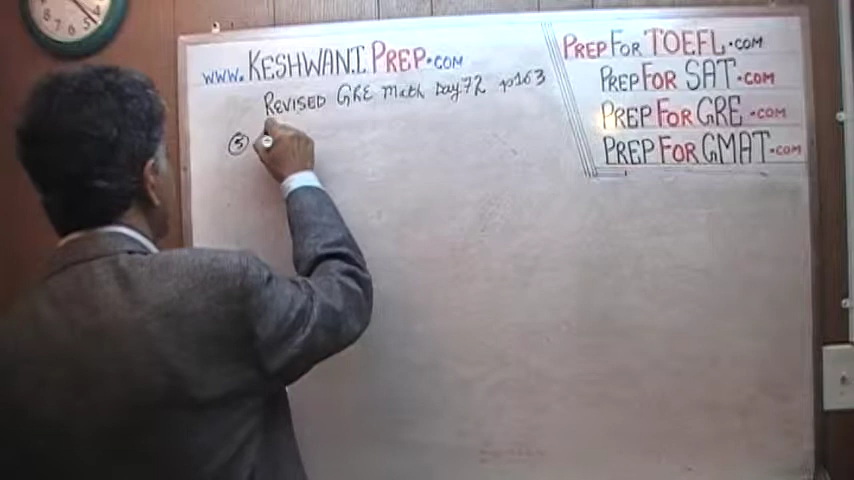 www.KESHWANI PREP.COM
REVISED GRE Math Day 72 p163
3
PREP FOR TOEFL.COM
PREP FOR SAT.COM
PREP FOR GRE.COM
PREP FOR GMAT.COM